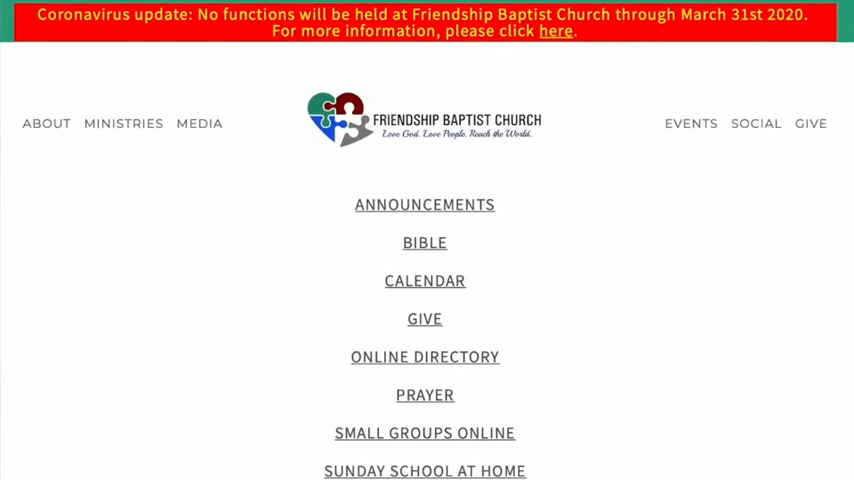 Coronavirus update: No functions will be held at Friendship Baptist Church through March 31st 2020.
For more information, please click here.
ABOUT MINISTRIES MEDIA
FRIENDSHIP BAPTIST CHURCH
Love God. Love People. Reach the World.
EVENTS SOCIAL GIVE
ANNOUNCEMENTS
BIBLE
CALENDAR
GIVE
ONLINE DIRECTORY
PRAYER
SMALL GROUPS ONLINE
SUNDAY SCHOOL AT HOME